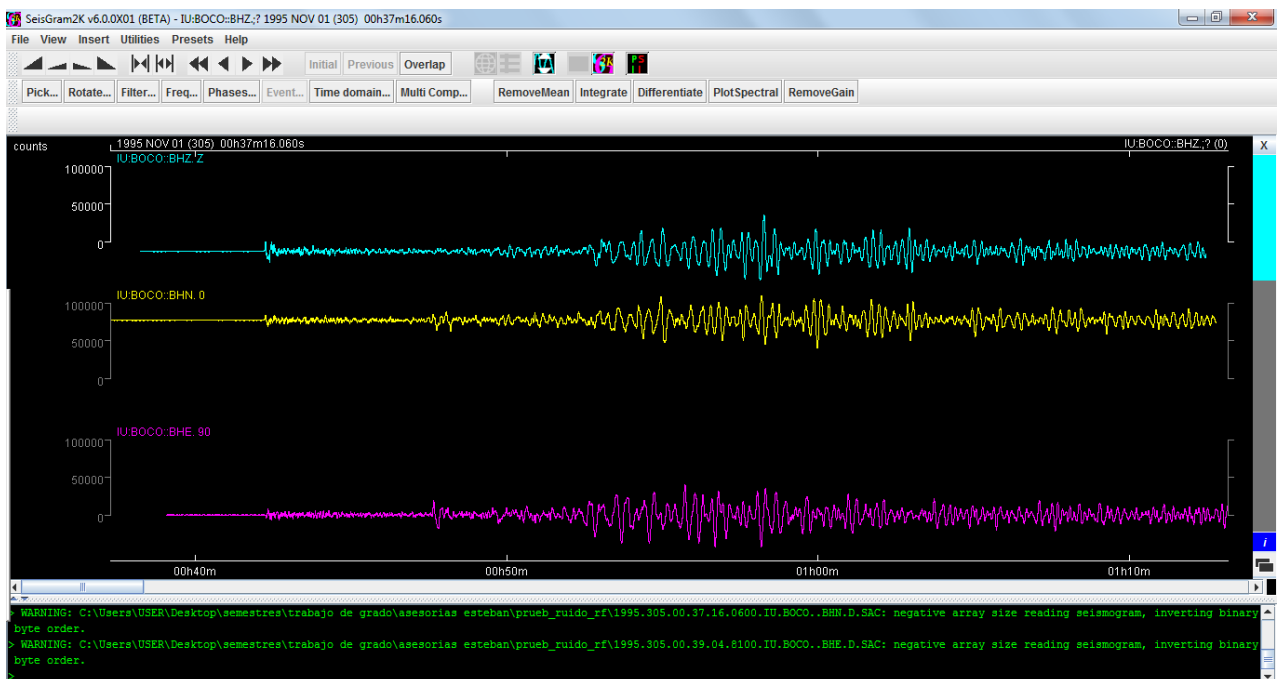 SeisGram2K v6.0.0X01 (BETA) - IU:BOCO::BHZ.;? 1995 NOV 01 (305) 00h37m16.060s
File View Insert Utilities Presets Help
Initial Previous Overlap
Pick... Rotate... Filter... Freq... Phases... Event... Time domain... Multi Comp... RemoveMean Integrate Differentiate PlotSpectral RemoveGain
counts 1995 NOV 01 (305) 00h37m16.060s IU:BOCO::BHZ.;? (0) X
IU:BOCO::BHZ. Z
100000
50000
0
IU:BOCO::BHN. 0
100000
50000
0
IU:BOCO::BHE. 90
100000
50000
0
i
00h40m 00h50m 01h00m 01h10m
> WARNING: C:\Users\USER\Desktop\semestres\trabajo de grado\asesorias esteban\prueb_ruido_rf\1995.305.00.37.16.0600.IU.BOCO..BHN.D.SAC: negative array size reading seismogram, inverting binary
byte order.
> WARNING: C:\Users\USER\Desktop\semestres\trabajo de grado\asesorias esteban\prueb_ruido_rf\1995.305.00.39.04.8100.IU.BOCO..BHE.D.SAC: negative array size reading seismogram, inverting binary
byte order.
>